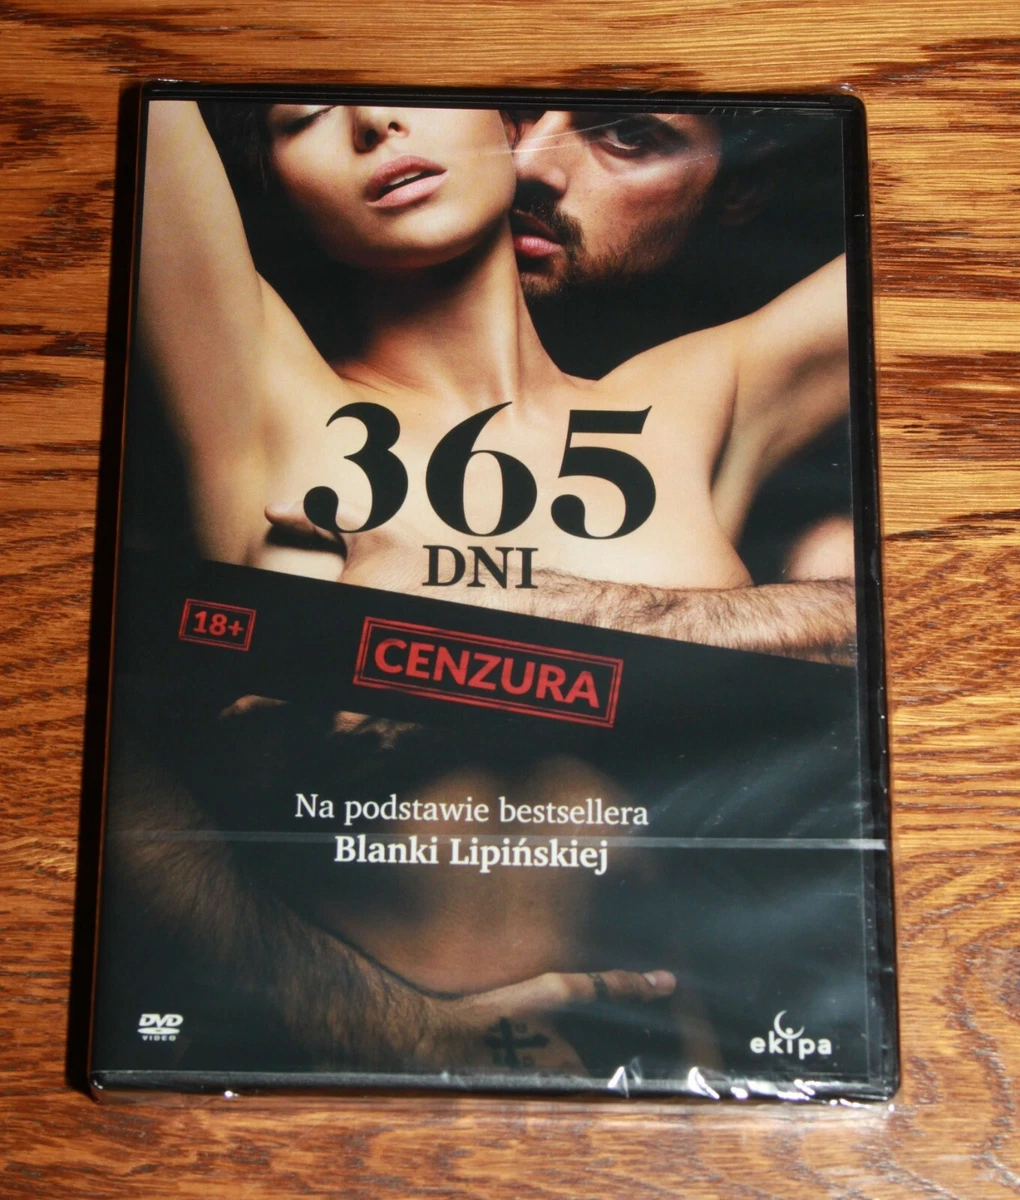 365
DNI
18+
CENZURA
Na podstawie bestsellera
Blanki Lipińskiej
DVD
VIDEO
ekipa